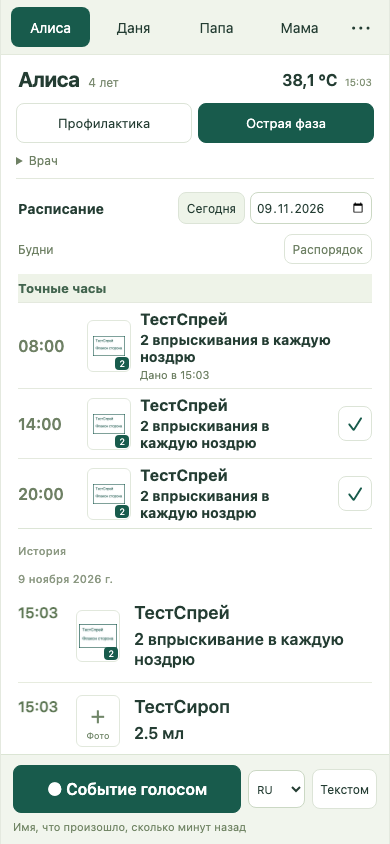 Алиса Даня Папа Мама ...
Алиса 4 лет 38,1 °C 15:03
Профилактика Острая фаза
Врач
Расписание Сегодня 09.11.2026
Будни Распорядок
Точные часы
08:00
2
ТестСпрей
2 впрыскивания в каждую
ноздрю
Дано в 15:03
14:00
2
ТестСпрей
2 впрыскивания в
каждую ноздрю
20:00
2
ТестСпрей
2 впрыскивания в
каждую ноздрю
История
9 ноября 2026 г.
15:03
2
ТестСпрей
2 впрыскивание в каждую
ноздрю
15:03
+
Фото
ТестСироп
2.5 мл
Событие голосом RU Текстом
Имя, что произошло, сколько минут назад